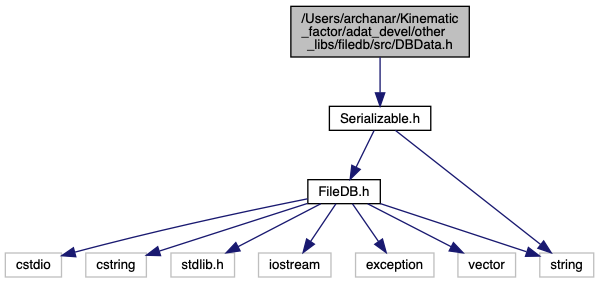 /Users/archanar/Kinematic
_factor/adat_devel/other
_libs/filedb/src/DBData.h
Serializable.h
FileDB.h
cstdio
cstring
stdlib.h
iostream
exception
vector
string